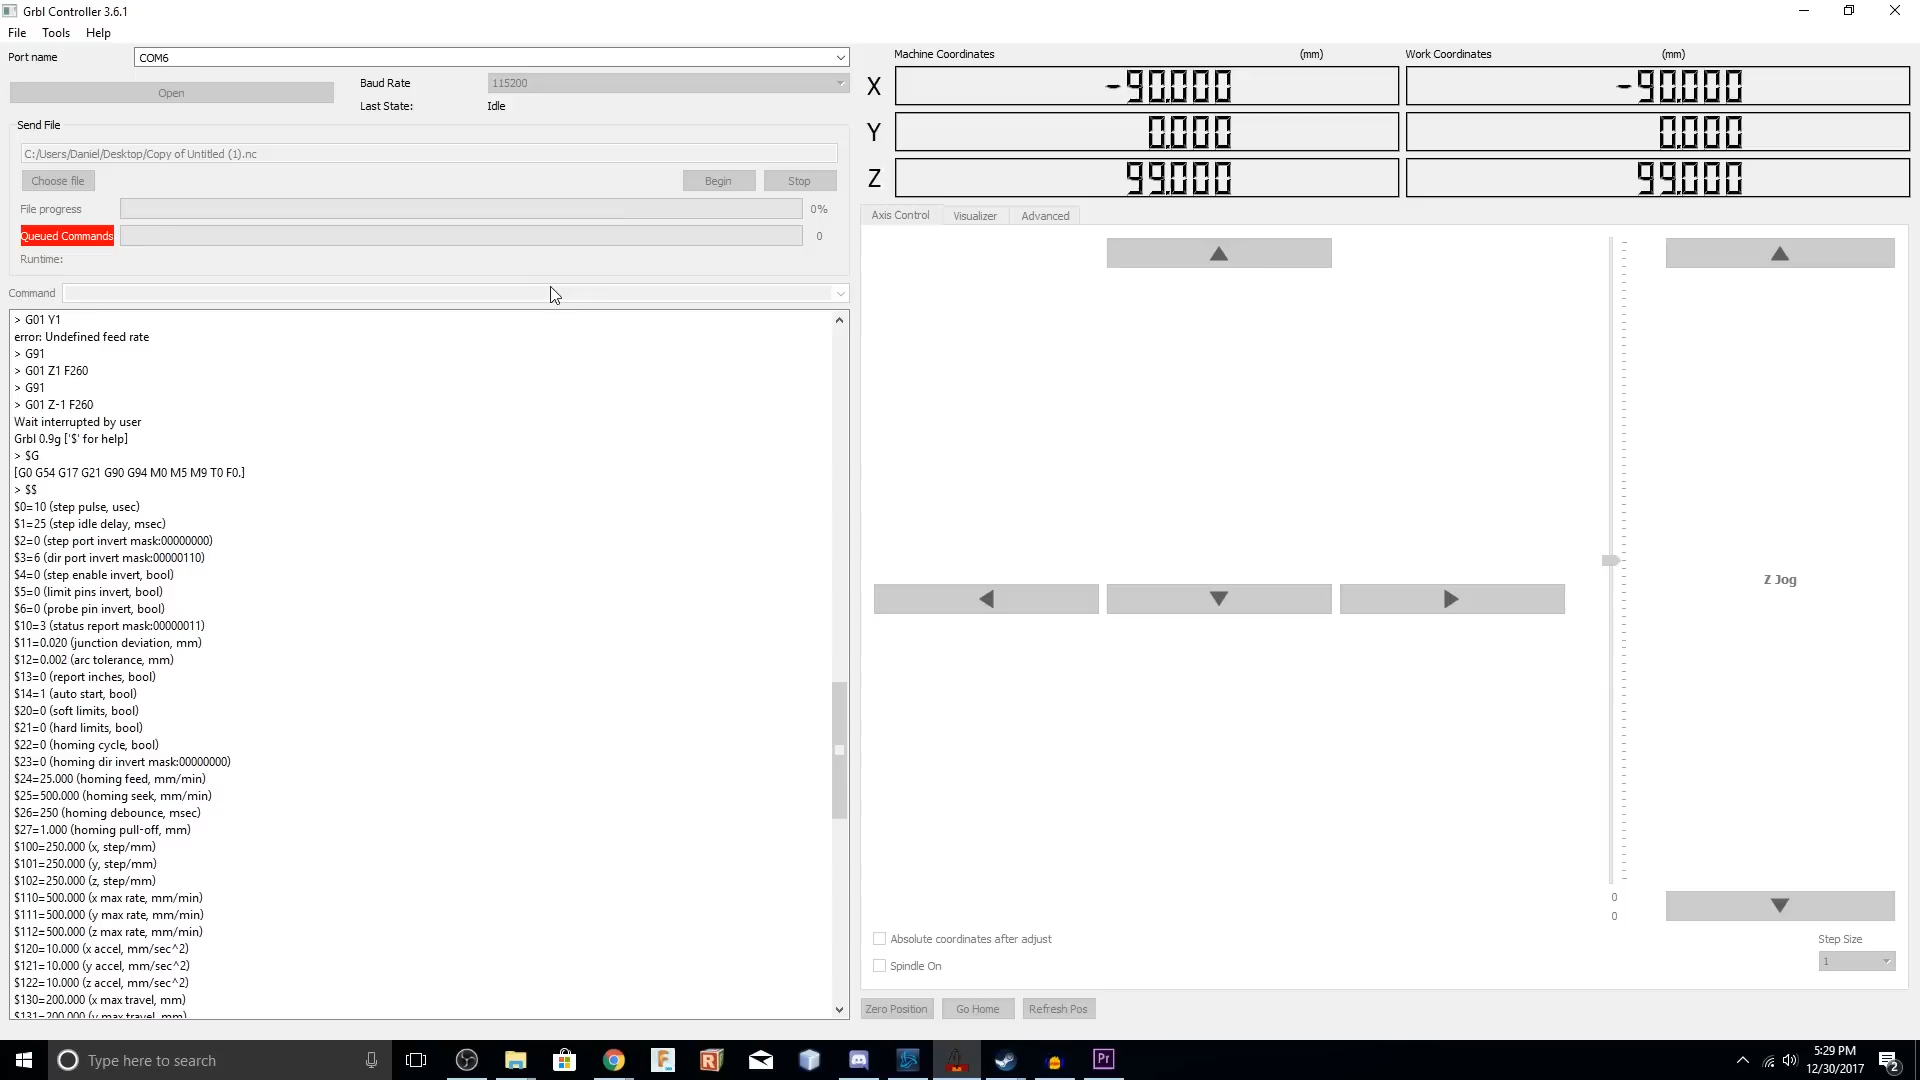 Grbl Controller 3.6.1
File Tools Help
Port name COM6
Open
Baud Rate 115200
Last State: Idle
Send File
C:/Users/Daniel/Desktop/Copy of Untitled (1).nc
Choose file Begin Stop
File progress 0%
Queued Commands 0
Runtime:
Command
> G01 Y1
error: Undefined feed rate
> G91
> G01 Z1 F260
> G91
> G01 Z-1 F260
Wait interrupted by user
Grbl 0.9g ['$' for help]
> $G
[G0 G54 G17 G21 G90 G94 M0 M5 M9 T0 F0.]
> $$
$0=10 (step pulse, usec)
$1=25 (step idle delay, msec)
$2=0 (step port invert mask:00000000)
$3=6 (dir port invert mask:00000110)
$4=0 (step enable invert, bool)
$5=0 (limit pins invert, bool)
$6=0 (probe pin invert, bool)
$10=3 (status report mask:00000011)
$11=0.020 (junction deviation, mm)
$12=0.002 (arc tolerance, mm)
$13=0 (report inches, bool)
$14=1 (auto start, bool)
$20=0 (soft limits, bool)
$21=0 (hard limits, bool)
$22=0 (homing cycle, bool)
$23=0 (homing dir invert mask:00000000)
$24=25.000 (homing feed, mm/min)
$25=500.000 (homing seek, mm/min)
$26=250 (homing debounce, msec)
$27=1.000 (homing pull-off, mm)
$100=250.000 (x, step/mm)
$101=250.000 (y, step/mm)
$102=250.000 (z, step/mm)
$110=500.000 (x max rate, mm/min)
$111=500.000 (y max rate, mm/min)
$112=500.000 (z max rate, mm/min)
$120=10.000 (x accel, mm/sec^2)
$121=10.000 (y accel, mm/sec^2)
$122=10.000 (z accel, mm/sec^2)
$130=200.000 (x max travel, mm)
$131=200.000 (y max travel, mm)
Machine Coordinates (mm) Work Coordinates (mm)
X -90.000 -90.000
Y 0.000 0.000
Z 99.000 99.000
Axis Control Visualizer Advanced
Z Jog
0
0
Absolute coordinates after adjust
Spindle On
Step Size
1
Zero Position Go Home Refresh Pos
Type here to search
Pr
5:29 PM
12/30/2017
2